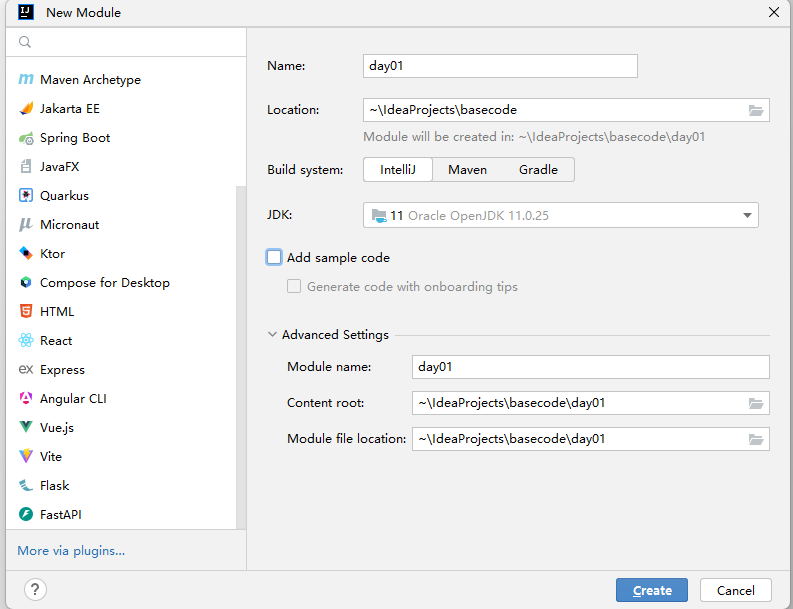 New Module
Maven Archetype
Jakarta EE
Spring Boot
JavaFX
Quarkus
Micronaut
Ktor
Compose for Desktop
HTML
React
ex Express
Angular CLI
Vue.js
Vite
Flask
FastAPI
More via plugins...
?
Name: day01
Location: ~\IdeaProjects\basecode
Module will be created in: ~\IdeaProjects\basecode\day01
Build system: IntelliJ Maven Gradle
JDK: 11 Oracle OpenJDK 11.0.25
Add sample code
Generate code with onboarding tips
Advanced Settings
Module name: day01
Content root: ~\IdeaProjects\basecode\day01
Module file location: ~\IdeaProjects\basecode\day01
Create Cancel